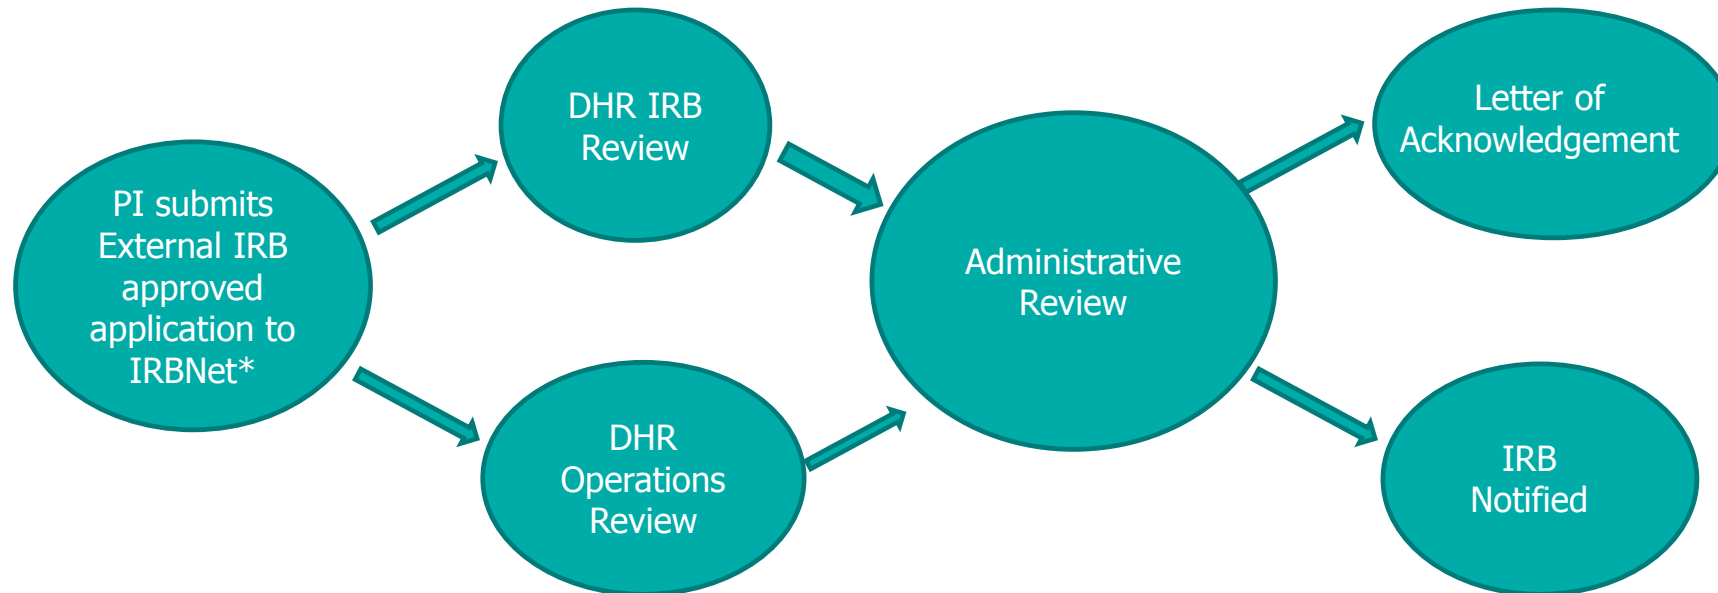 PI submits
External IRB
approved
application to
IRBNet*
DHR IRB
Review
DHR
Operations
Review
Administrative
Review
Letter of
Acknowledgement
IRB
Notified